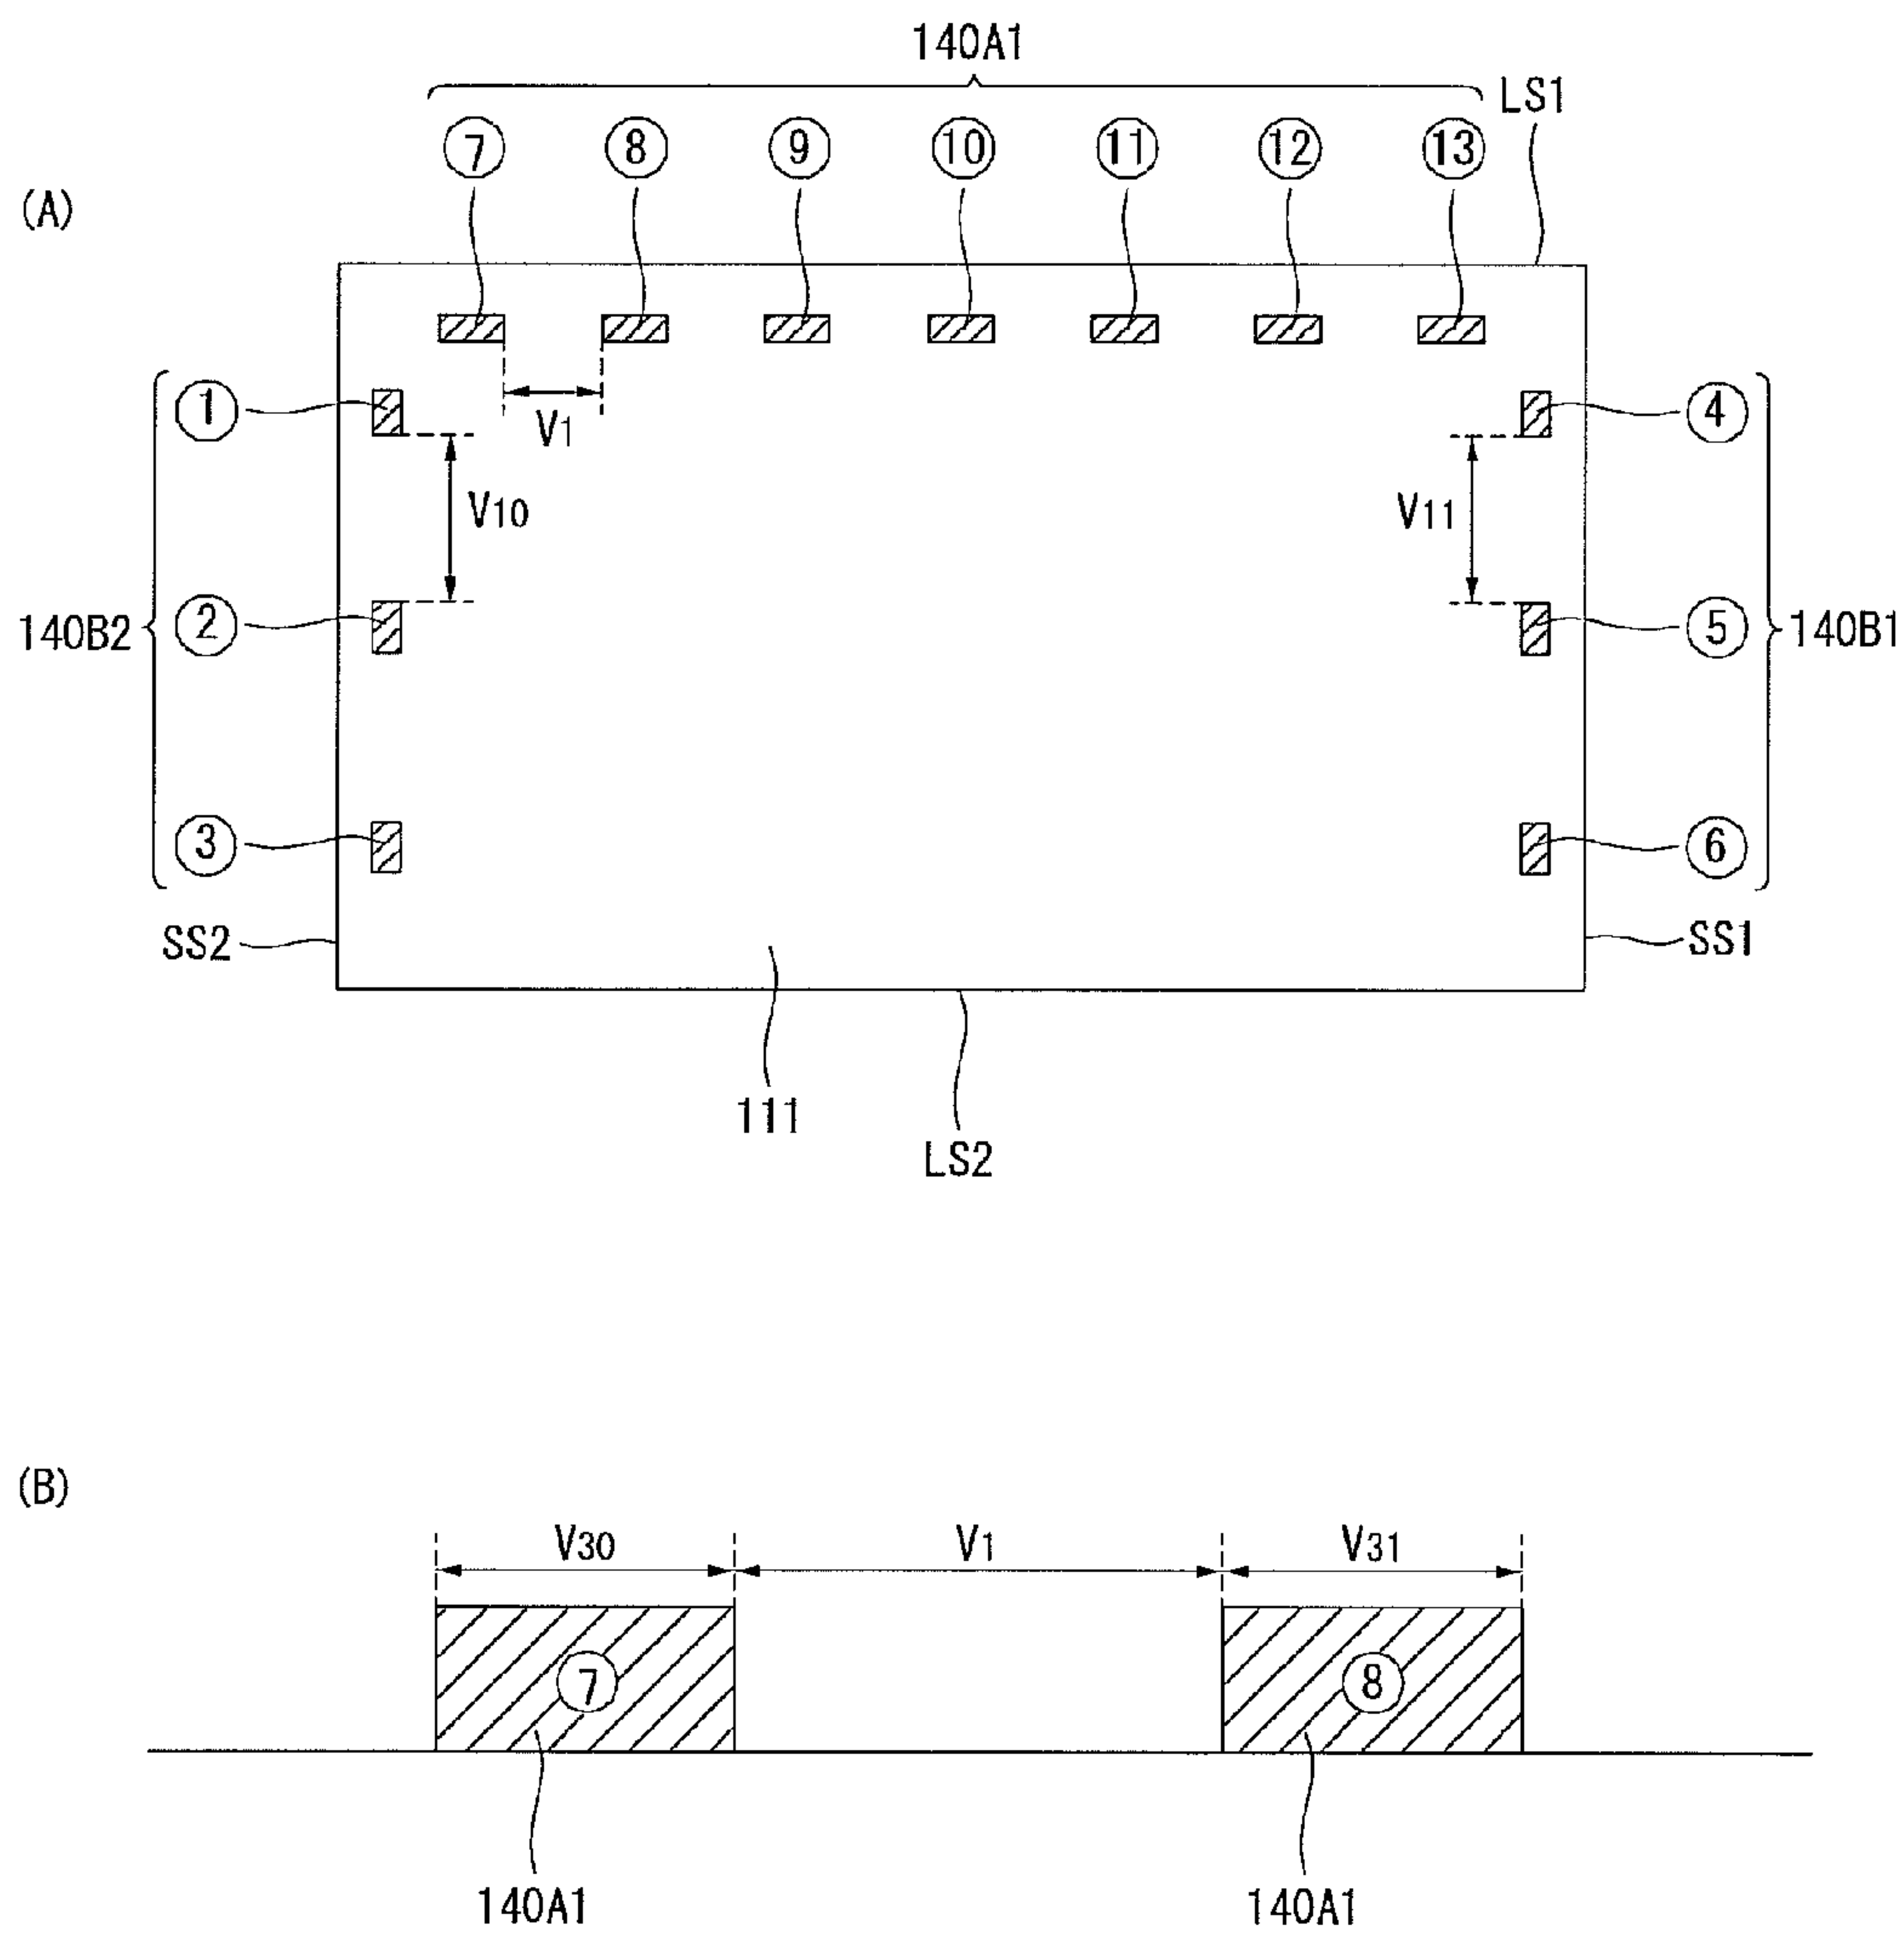 140A1
LS1
⑦ ⑧ ⑨ ⑩ ⑪ ⑫ ⑬
(A)
① V1 ④
V10 V11
140B2 ② ⑤ 140B1
③ ⑥
SS2 SS1
111
LS2
(B)
V30 V1 V31
⑦ ⑧
140A1 140A1